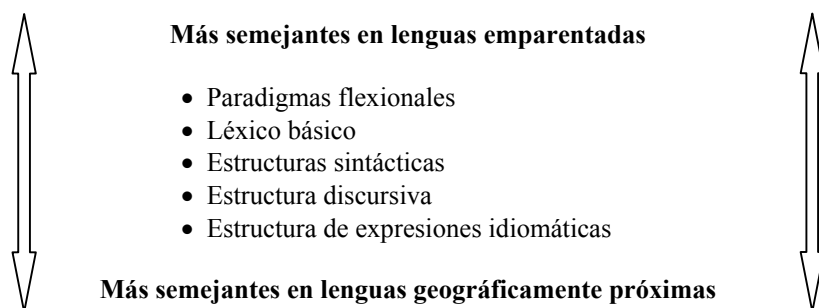 Más semejantes en lenguas emparentadas
• Paradigmas flexionales
• Léxico básico
• Estructuras sintácticas
• Estructura discursiva
• Estructura de expresiones idiomáticas
Más semejantes en lenguas geográficamente próximas